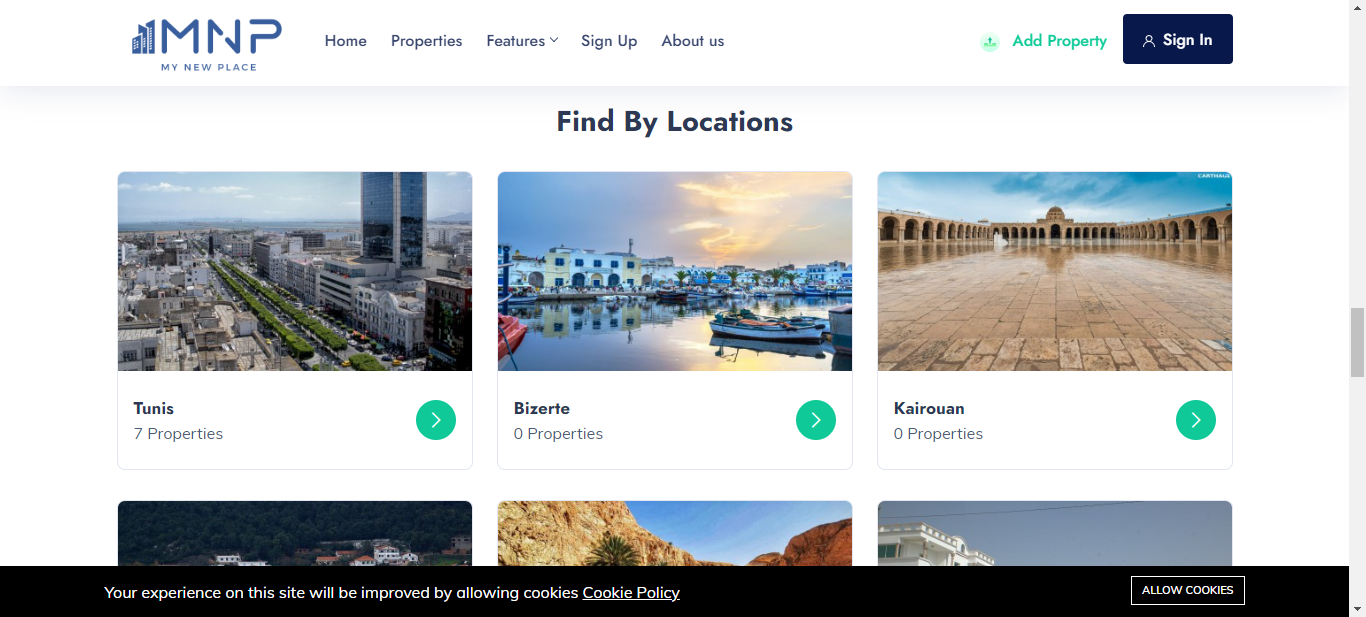 MNP
MY NEW PLACE
Home
Properties
Features
Sign Up
About us
Add Property
Sign In
Find By Locations
CARTHAGE
Tunis
7 Properties
Bizerte
0 Properties
Kairouan
0 Properties
Your experience on this site will be improved by allowing cookies Cookie Policy
ALLOW COOKIES